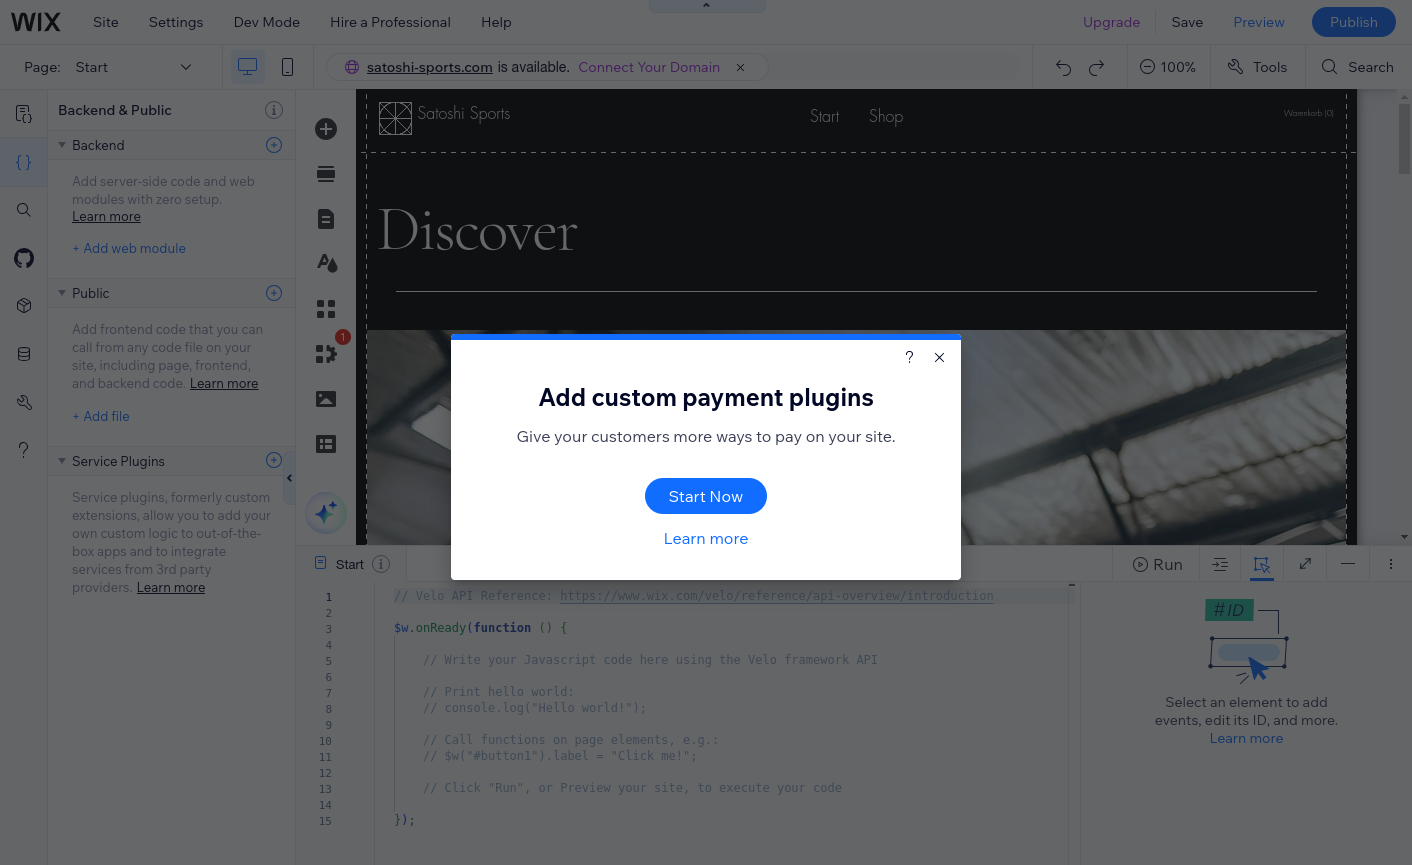 WIX Site Settings Dev Mode Hire a Professional Help Upgrade Save Preview Publish
Page: Start satoshi-sports.com is available. Connect Your Domain 100% Tools Search
Backend & Public
Backend
Add server-side code and web
modules with zero setup.
Learn more
+ Add web module
Public
Add frontend code that you can
call from any code file on your
site, including page, frontend,
and backend code. Learn more
+ Add file
Service Plugins
Service plugins, formerly custom
extensions, allow you to add your
own custom logic to out-of-the-
box apps and to integrate
services from 3rd party
providers. Learn more
1
Satoshi Sports Start Shop Warenkorb (0)
Discover
?
Add custom payment plugins
Give your customers more ways to pay on your site.
Start Now
Learn more
Start Run
1 // Velo API Reference: https://www.wix.com/velo/reference/api-overview/introduction
2
3 $w.onReady(function () {
4
5 // Write your Javascript code here using the Velo framework API
6
7 // Print hello world:
8 // console.log("Hello world!");
9
10 // Call functions on page elements, e.g.:
11 // $w("#button1").label = "Click me!";
12
13 // Click "Run", or Preview your site, to execute your code
14
15 });
#ID
Select an element to add
events, edit its ID, and more.
Learn more